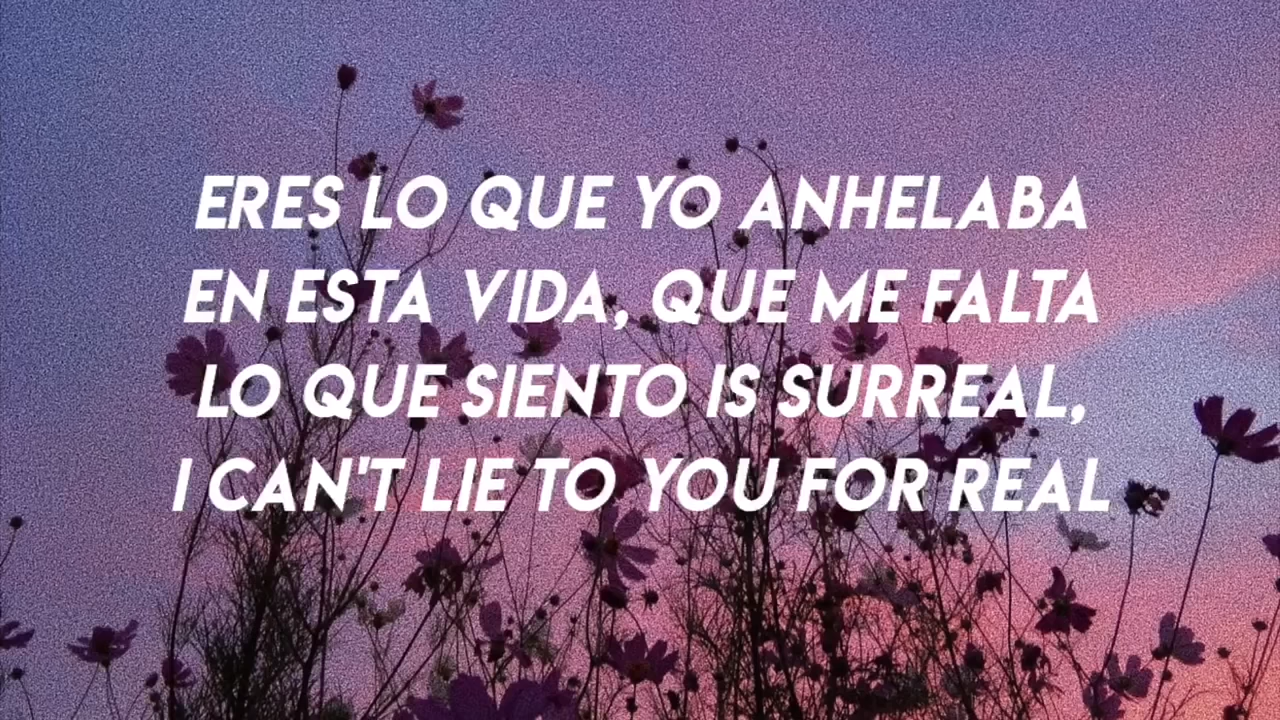 ERES LO QUE YO ANHELABA
EN ESTA VIDA, QUE ME FALTA
LO QUE SIENTO IS SURREAL,
I CAN'T LIE TO YOU FOR REAL